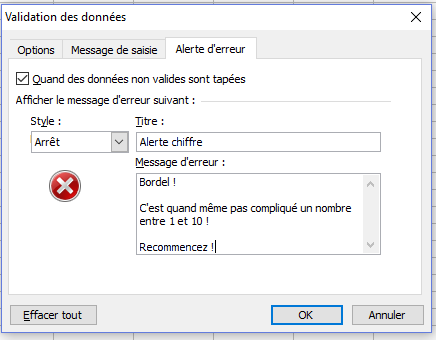 Validation des données
Options
Message de saisie
Alerte d'erreur
Quand des données non valides sont tapées
Afficher le message d'erreur suivant :
Style :
Titre :
Arrêt
Alerte chiffre
Message d'erreur :
Bordel !
C'est quand même pas compliqué un nombre
entre 1 et 10 !
Recommencez !
Effacer tout
OK
Annuler